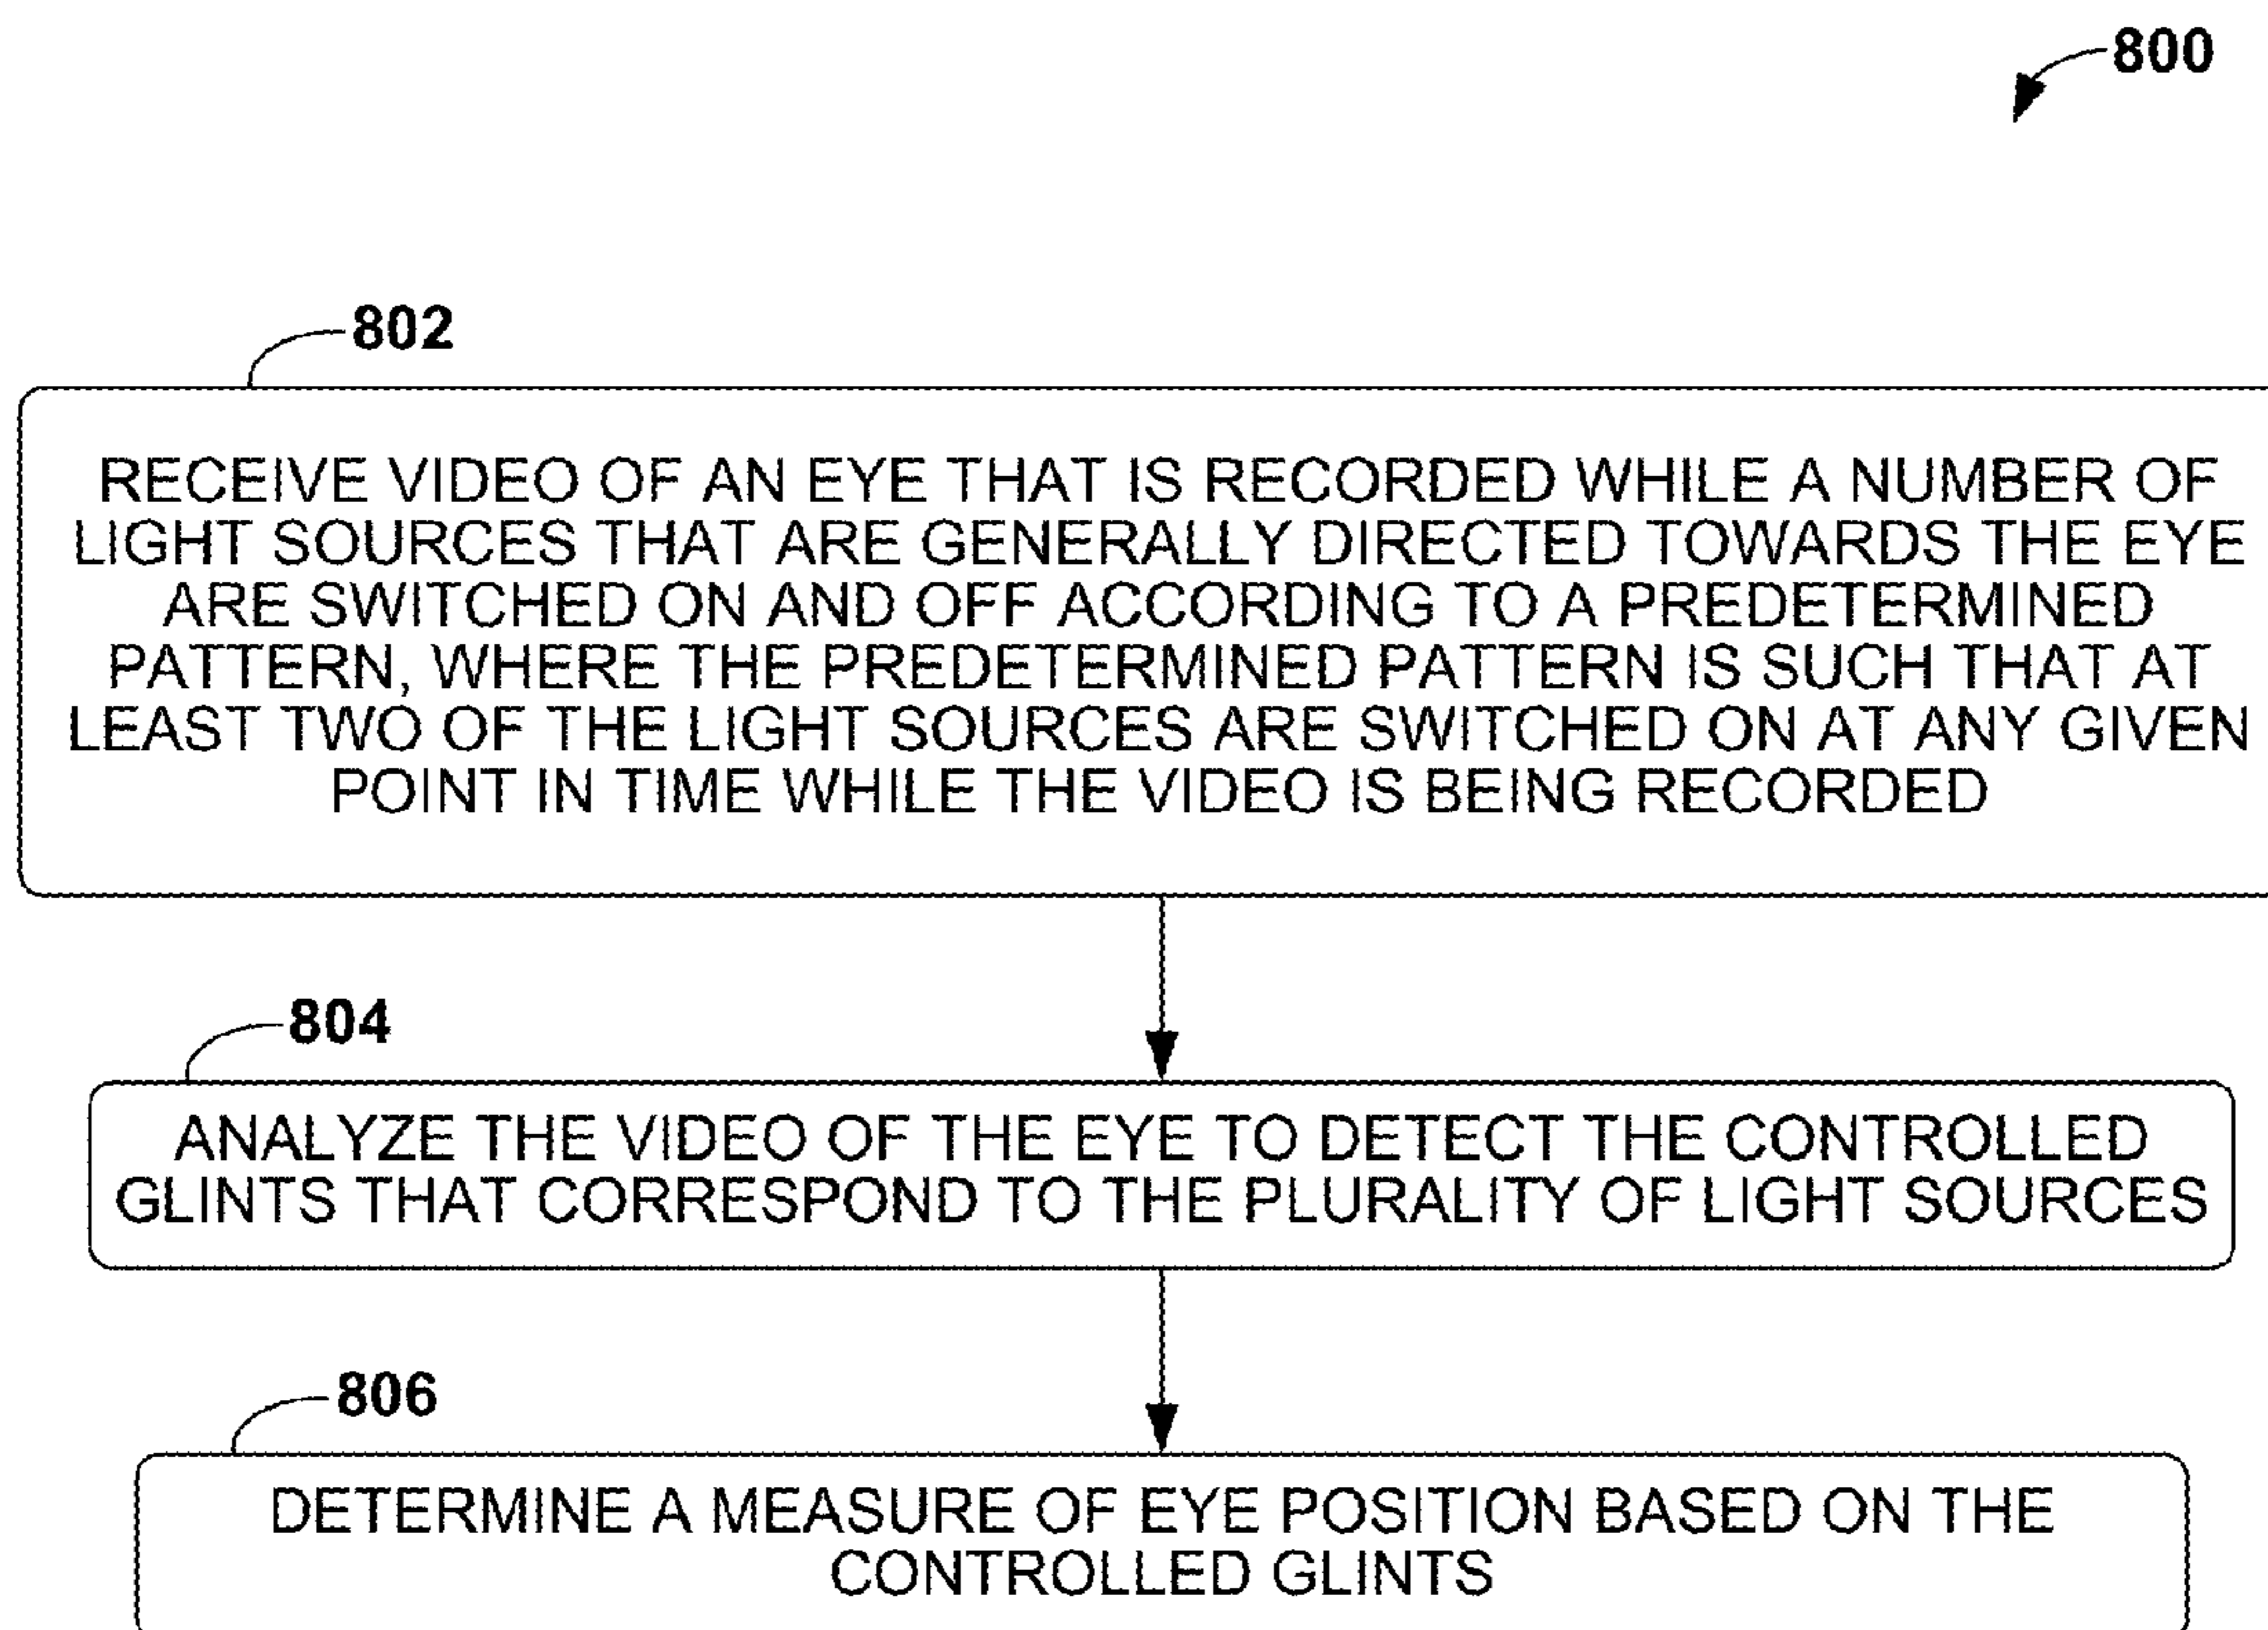 800
802
RECEIVE VIDEO OF AN EYE THAT IS RECORDED WHILE A NUMBER OF
LIGHT SOURCES THAT ARE GENERALLY DIRECTED TOWARDS THE EYE
ARE SWITCHED ON AND OFF ACCORDING TO A PREDETERMINED
PATTERN, WHERE THE PREDETERMINED PATTERN IS SUCH THAT AT
LEAST TWO OF THE LIGHT SOURCES ARE SWITCHED ON AT ANY GIVEN
POINT IN TIME WHILE THE VIDEO IS BEING RECORDED
804
ANALYZE THE VIDEO OF THE EYE TO DETECT THE CONTROLLED
GLINTS THAT CORRESPOND TO THE PLURALITY OF LIGHT SOURCES
806
DETERMINE A MEASURE OF EYE POSITION BASED ON THE
CONTROLLED GLINTS